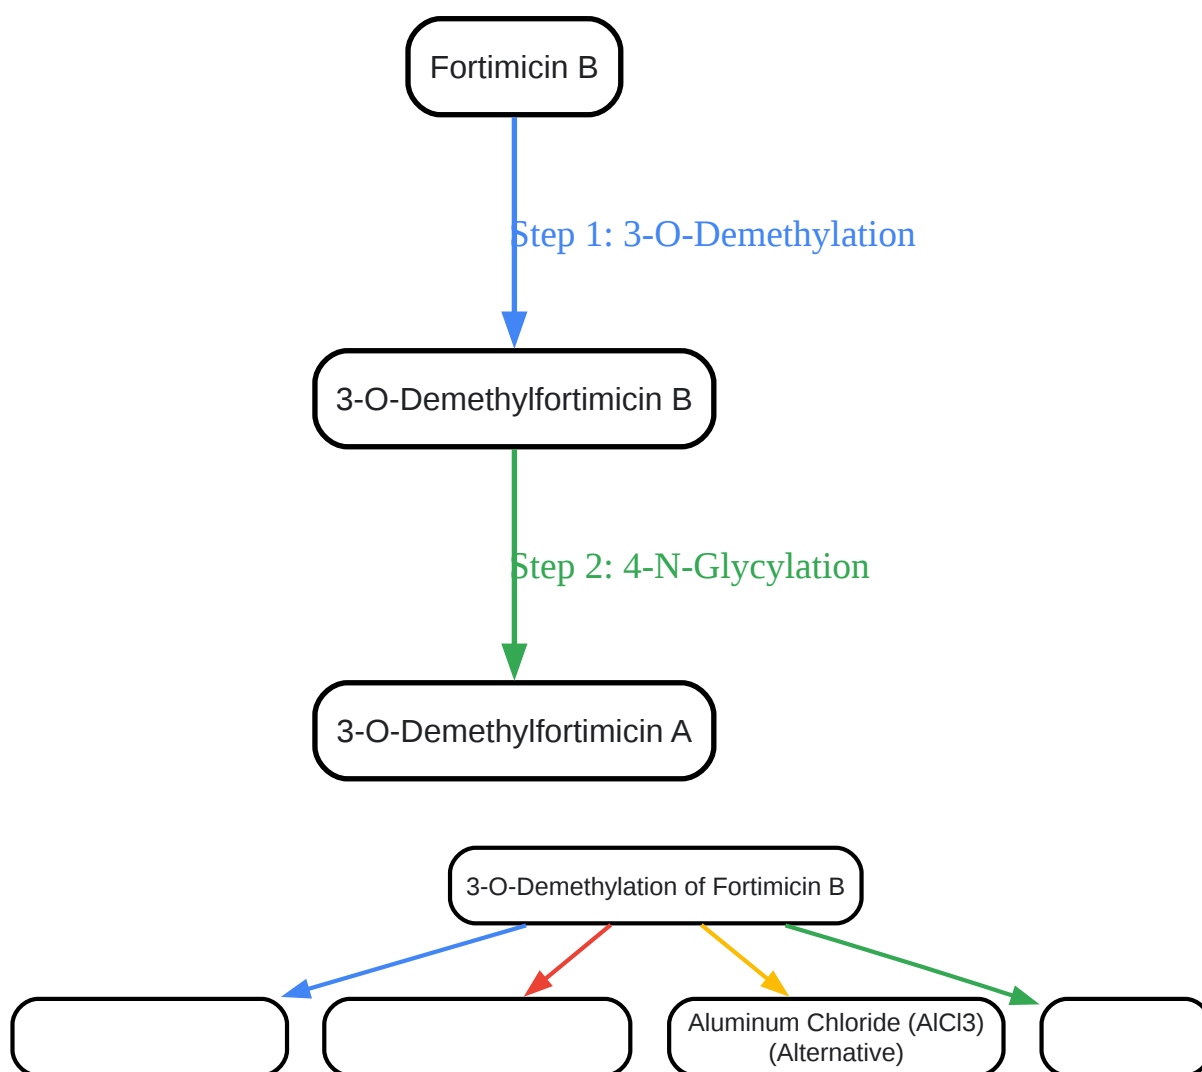 Fortimicin B
Step 1: 3-O-Demethylation
3-O-Demethylfortimicin B
Step 2: 4-N-Glycylation
3-O-Demethylfortimicin A
3-O-Demethylation of Fortimicin B
Aluminum Chloride (AlCl3)
(Alternative)